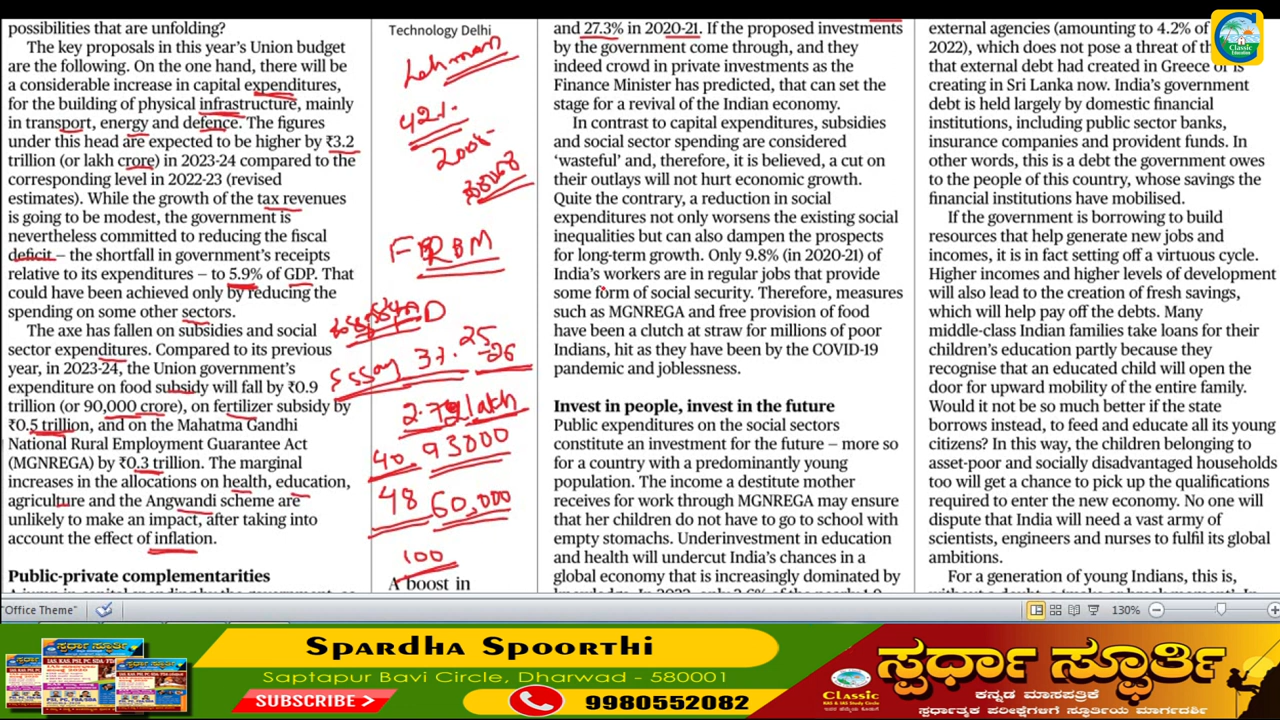 possibilities that are unfolding?
The key proposals in this year's Union budget
are the following. On the one hand, there will be
a considerable increase in capital expenditures,
for the building of physical infrastructure, mainly
in transport, energy and defence. The figures
under this head are expected to be higher by ₹3.2
trillion (or lakh crore) in 2023-24 compared to the
corresponding level in 2022-23 (revised
estimates). While the growth of the tax revenues
is going to be modest, the government is
nevertheless committed to reducing the fiscal
deficit — the shortfall in government's receipts
relative to its expenditures — to 5.9% of GDP. That
could have been achieved only by reducing the
spending on some other sectors.
The axe has fallen on subsidies and social
sector expenditures. Compared to its previous
year, in 2023-24, the Union government's
expenditure on food subsidy will fall by ₹0.9
trillion (or 90,000 crore), on fertilizer subsidy by
₹0.5 trillion, and on the Mahatma Gandhi
National Rural Employment Guarantee Act
(MGNREGA) by ₹0.3 trillion. The marginal
increases in the allocations on health, education,
agriculture and the Angwandi scheme are
unlikely to make an impact, after taking into
account the effect of inflation.
Public-private complementarities
Technology Delhi
Lehman
42%
2008
FRBM
Essay 37. 25
-26
lakh
40 93000
48 60,000
100
A boost in
and 27.3% in 2020-21. If the proposed investments
by the government come through, and they
indeed crowd in private investments as the
Finance Minister has predicted, that can set the
stage for a revival of the Indian economy.
In contrast to capital expenditures, subsidies
and social sector spending are considered
'wasteful' and, therefore, it is believed, a cut on
their outlays will not hurt economic growth.
Quite the contrary, a reduction in social
expenditures not only worsens the existing social
inequalities but can also dampen the prospects
for long-term growth. Only 9.8% (in 2020-21) of
India's workers are in regular jobs that provide
some form of social security. Therefore, measures
such as MGNREGA and free provision of food
have been a clutch at straw for millions of poor
Indians, hit as they have been by the COVID-19
pandemic and joblessness.
Invest in people, invest in the future
Public expenditures on the social sectors
constitute an investment for the future — more so
for a country with a predominantly young
population. The income a destitute mother
receives for work through MGNREGA may ensure
that her children do not have to go to school with
empty stomachs. Underinvestment in education
and health will undercut India's chances in a
global economy that is increasingly dominated by
external agencies (amounting to 4.2% of
2022), which does not pose a threat of the
that external debt had created in Greece or is
creating in Sri Lanka now. India's government
debt is held largely by domestic financial
institutions, including public sector banks,
insurance companies and provident funds. In
other words, this is a debt the government owes
to the people of this country, whose savings the
financial institutions have mobilised.
If the government is borrowing to build
resources that help generate new jobs and
incomes, it is in fact setting off a virtuous cycle.
Higher incomes and higher levels of development
will also lead to the creation of fresh savings,
which will help pay off the debts. Many
middle-class Indian families take loans for their
children's education partly because they
recognise that an educated child will open the
door for upward mobility of the entire family.
Would it not be so much better if the state
borrows instead, to feed and educate all its young
citizens? In this way, the children belonging to
asset-poor and socially disadvantaged households
too will get a chance to pick up the qualifications
required to enter the new economy. No one will
dispute that India will need a vast army of
scientists, engineers and nurses to fulfil its global
ambitions.
For a generation of young Indians, this is,
Classic
Education
"Office Theme"
130%
Spardha Spoorthi
Saptapur Bavi Circle, Dharwad - 580001
SUBSCRIBE
9980552082
Classic
KAS & IAS Study Circle
ಸ್ಪರ್ಧಾ ಸ್ಫೂರ್ತಿ
ಕನ್ನಡ ಮಾಸಪತ್ರಿಕೆ
ಸ್ಪರ್ಧಾತ್ಮಕ ಪರೀಕ್ಷೆಗಳಿಗೆ ಸ್ಫೂರ್ತಿಯ ಮಾರ್ಗದರ್ಶಿ